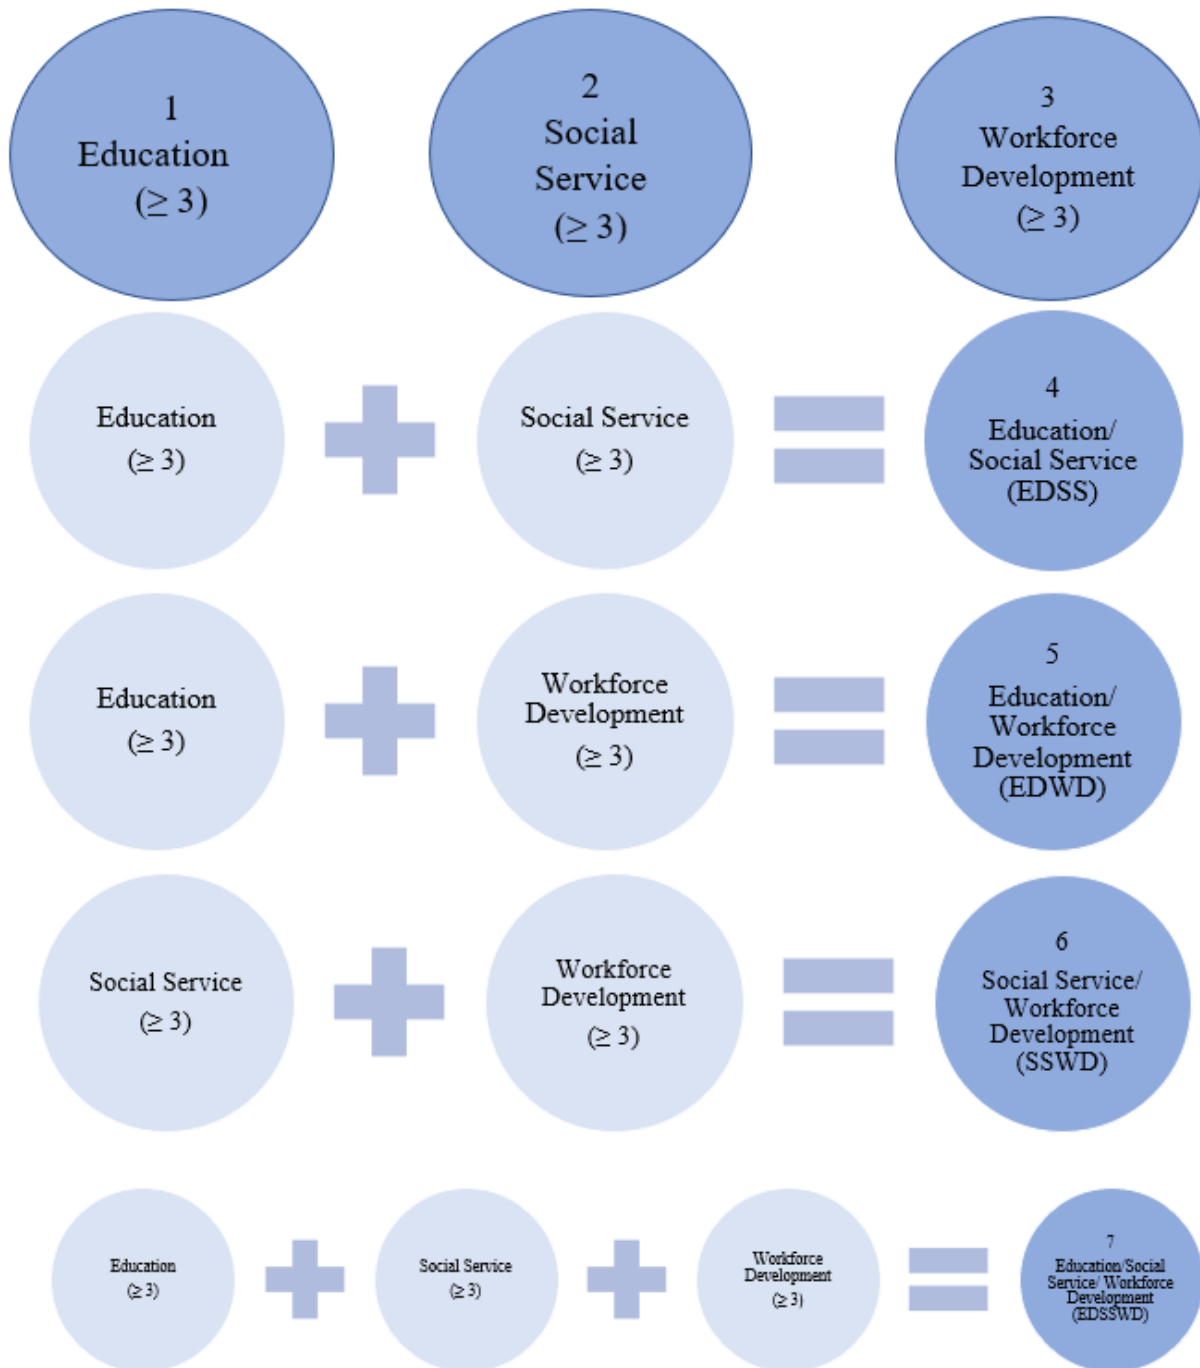 1
Education
(≥ 3)
2
Social
Service
(≥ 3)
3
Workforce
Development
(≥ 3)
Education
(≥ 3)
Social Service
(≥ 3)
4
Education/
Social Service
(EDSS)
Education
(≥ 3)
Workforce
Development
(≥ 3)
5
Education/
Workforce
Development
(EDWD)
Social Service
(≥ 3)
Workforce
Development
(≥ 3)
6
Social Service/
Workforce
Development
(SSWD)
Education
(≥ 3)
Social Service
(≥ 3)
Workforce
Development
(≥ 3)
7
Education/Social
Service/ Workforce
Development
(EDSSWD)